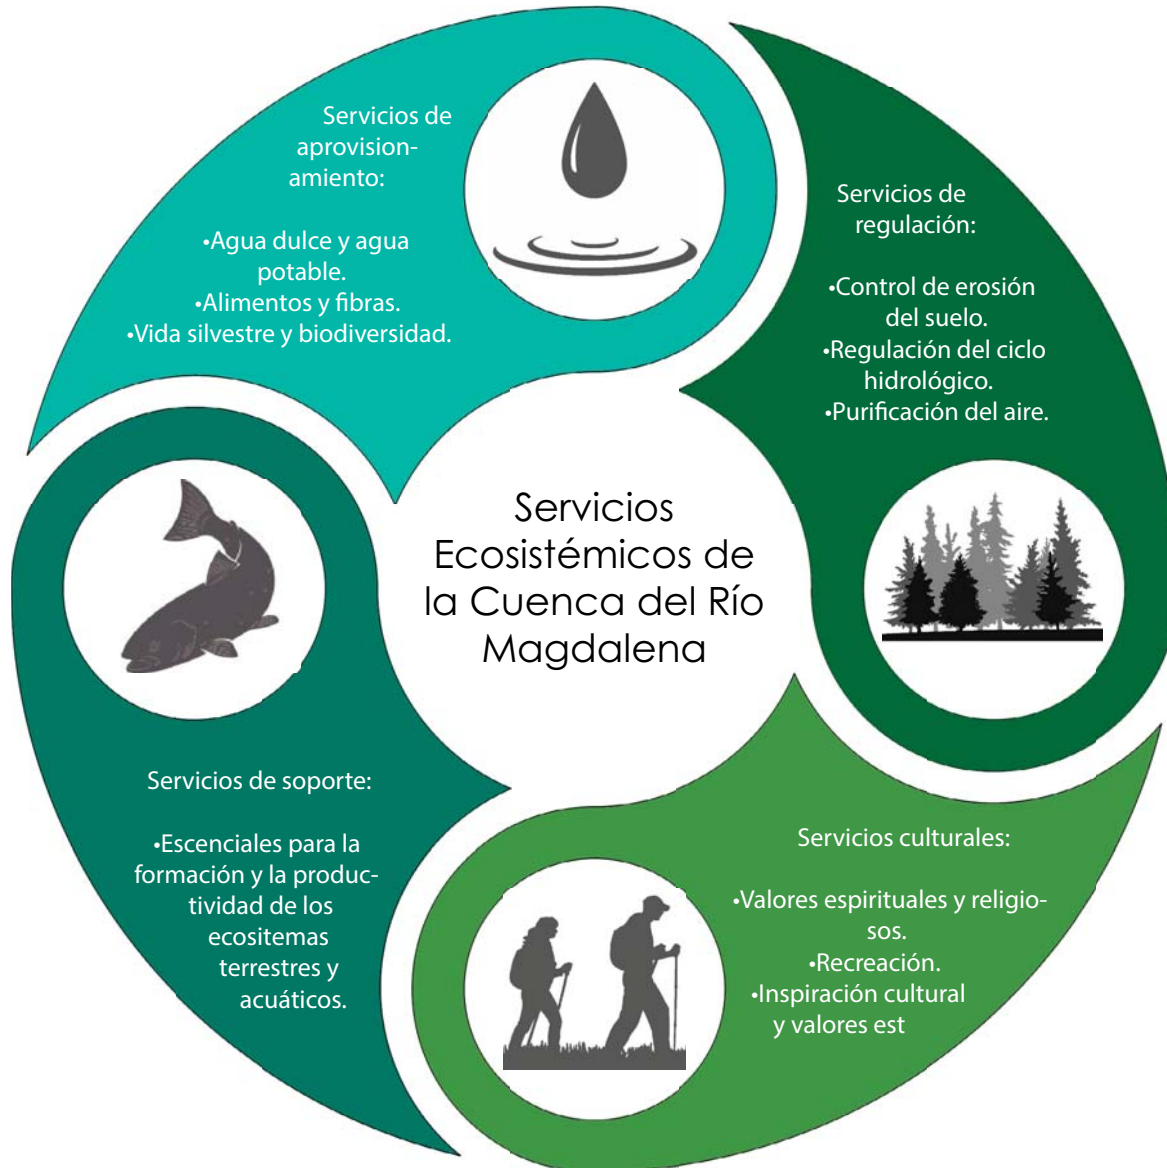 Servicios de
aprovision-
amiento:
•Agua dulce y agua
potable.
•Alimentos y fibras.
•Vida silvestre y biodiversidad.
Servicios de
regulación:
•Control de erosión
del suelo.
•Regulación del ciclo
hidrológico.
•Purificación del aire.
Servicios
Ecosistémicos de
la Cuenca del Río
Magdalena
Servicios de soporte:
•Escenciales para la
formación y la produc-
tividad de los
ecositemas
terrestres y
acuáticos.
Servicios culturales:
•Valores espirituales y religio-
sos.
•Recreación.
•Inspiración cultural
y valores est